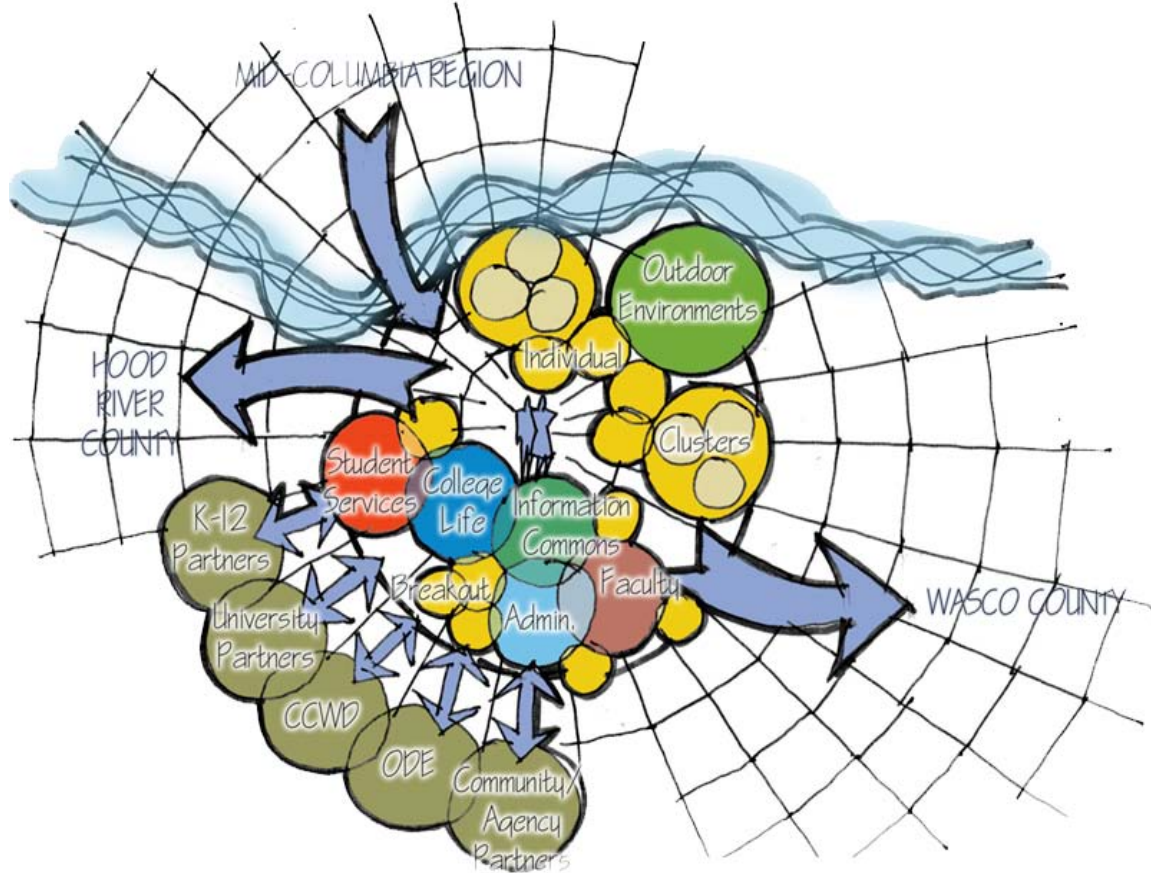 MID-COLUMBIA REGION
Outdoor
Environments
Individual
HOOD
RIVER
COUNTY
Clusters
Student
Services
College
Life
Information
Commons
K-12
Partners
Breakout
Faculty
Admin.
WASCO COUNTY
University
Partners
CCWD
ODE
Community/
Agency
Partners